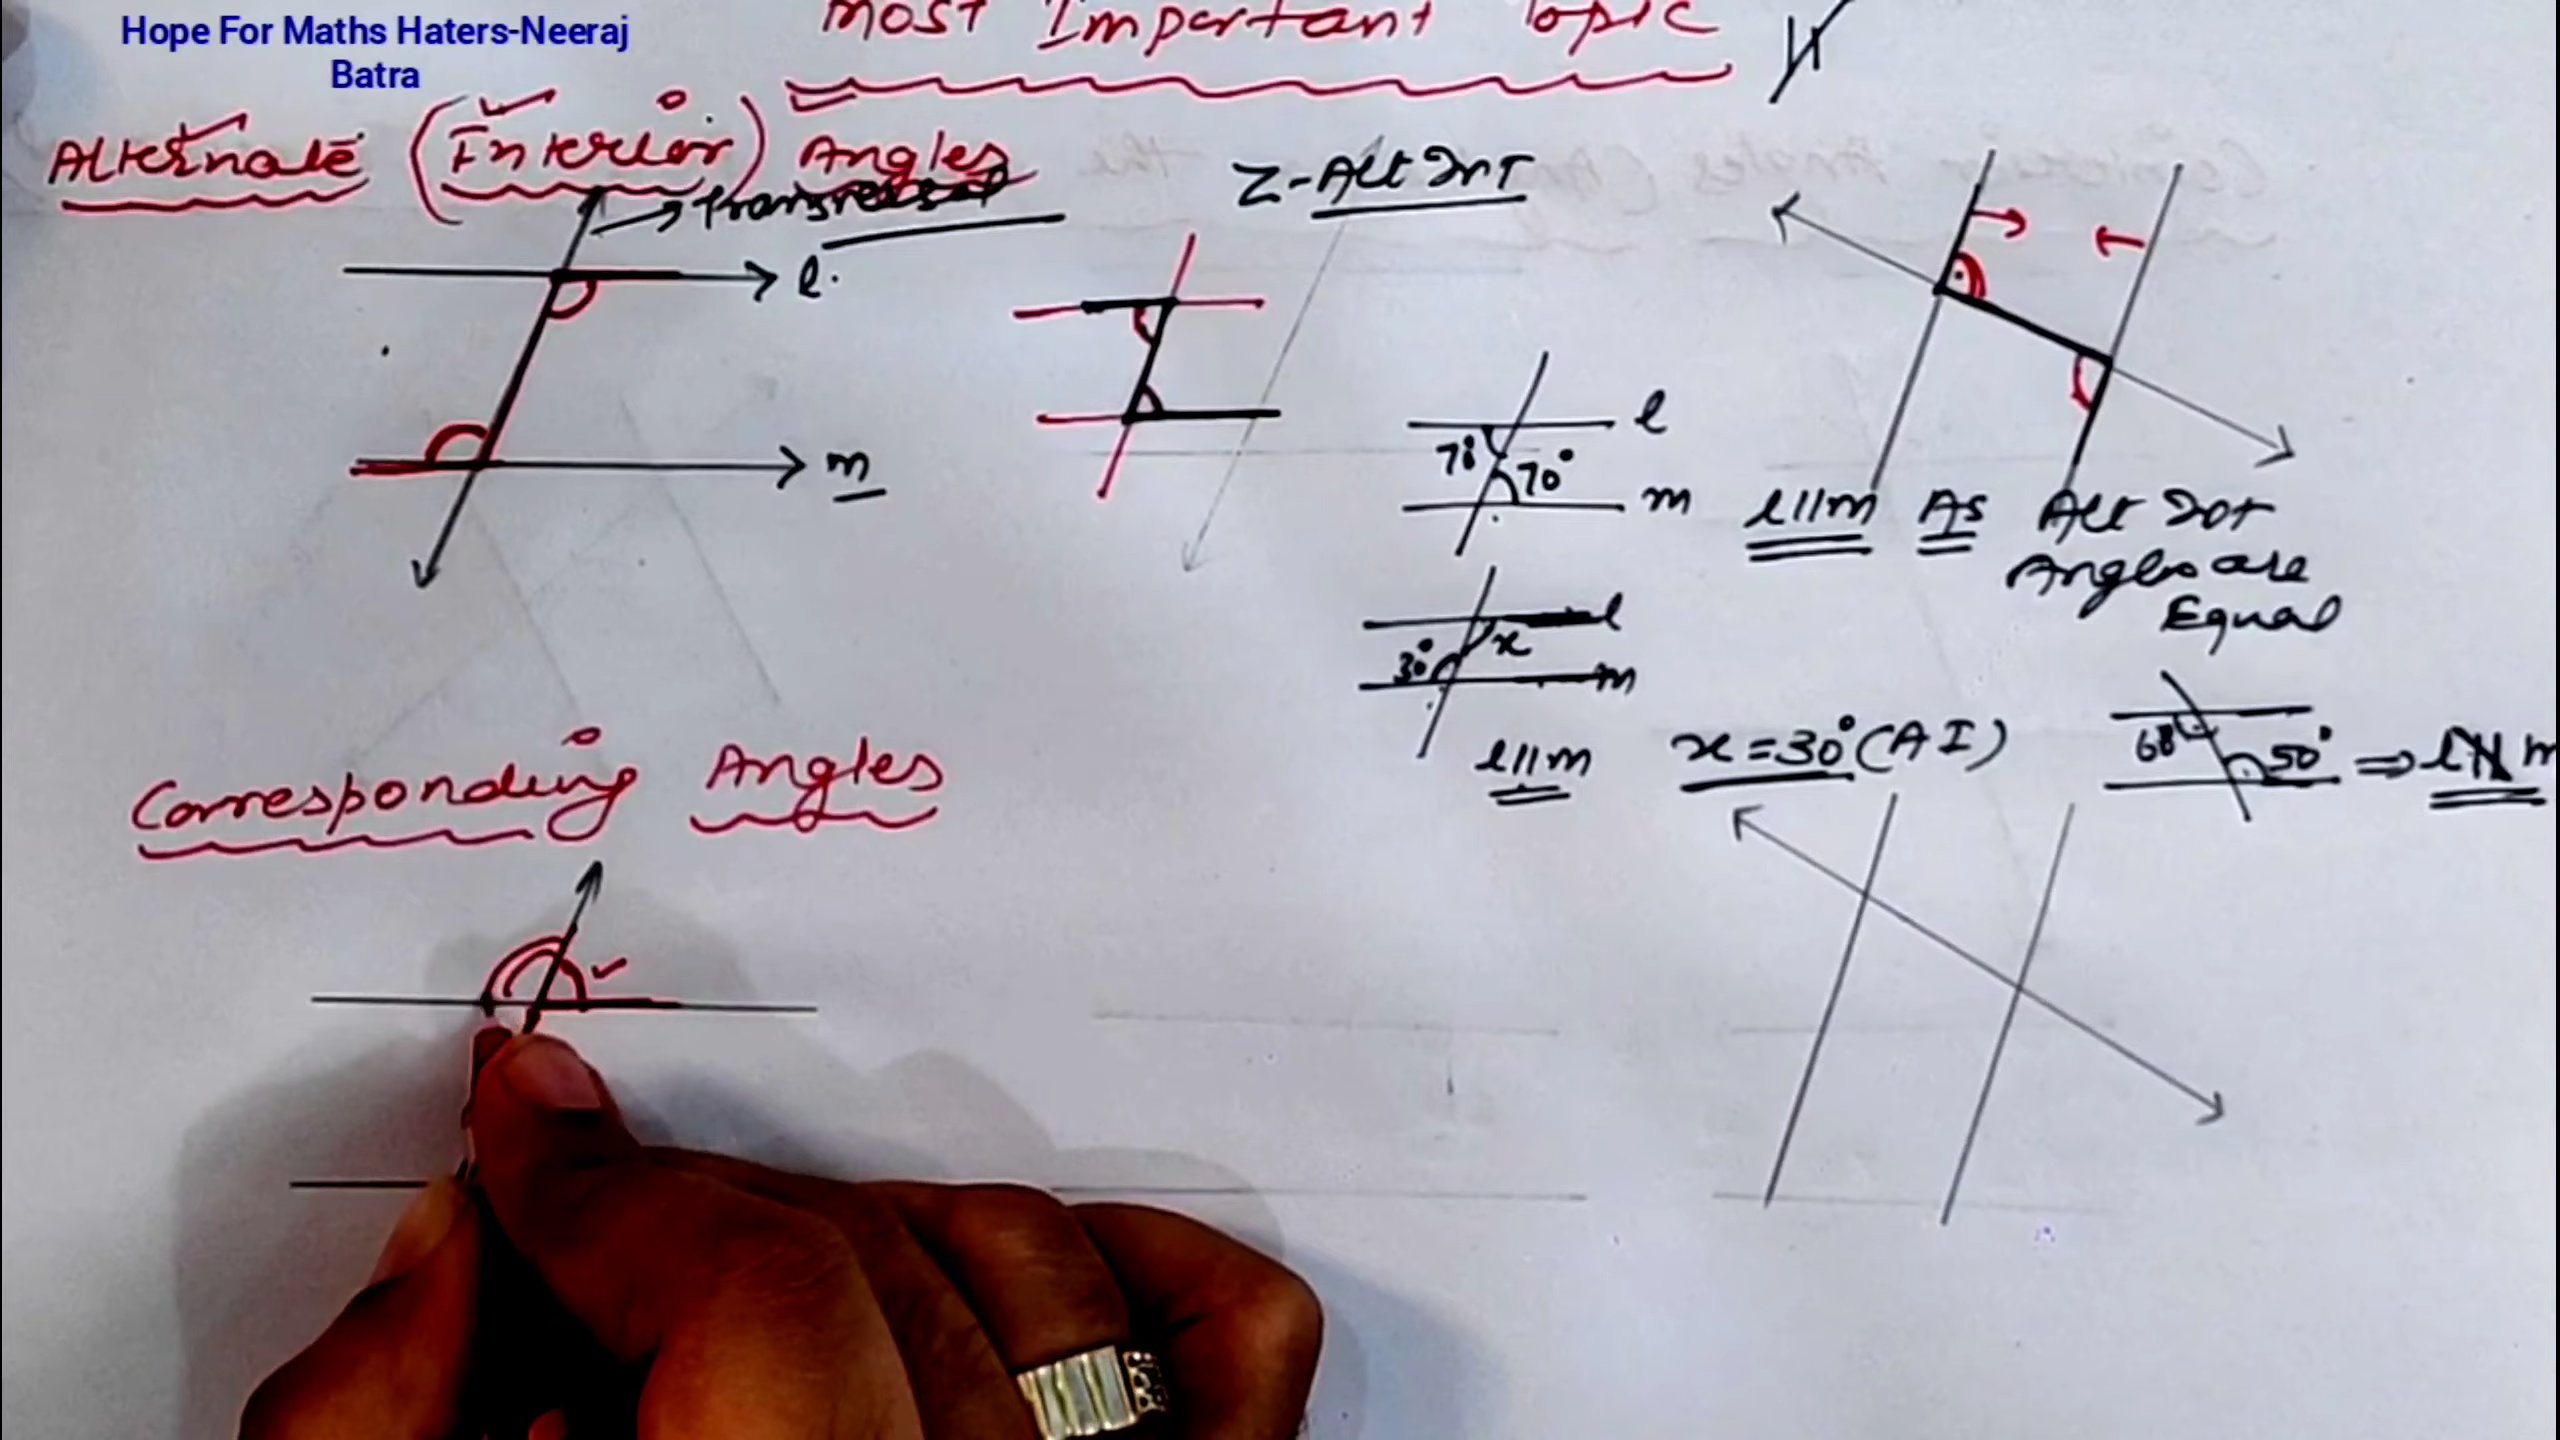 Hope For Maths Haters-Neeraj
Batra
Most Important Topic
Alternate (Interior) Angles
transversal
l.
m
Z-Alt Int
l
70° 70°
m
l
30° x
m
l||m
x=30° (AI)
l||m As Alt Int
Angles are
Equal
50°
⇒ l∦m
Corresponding Angles